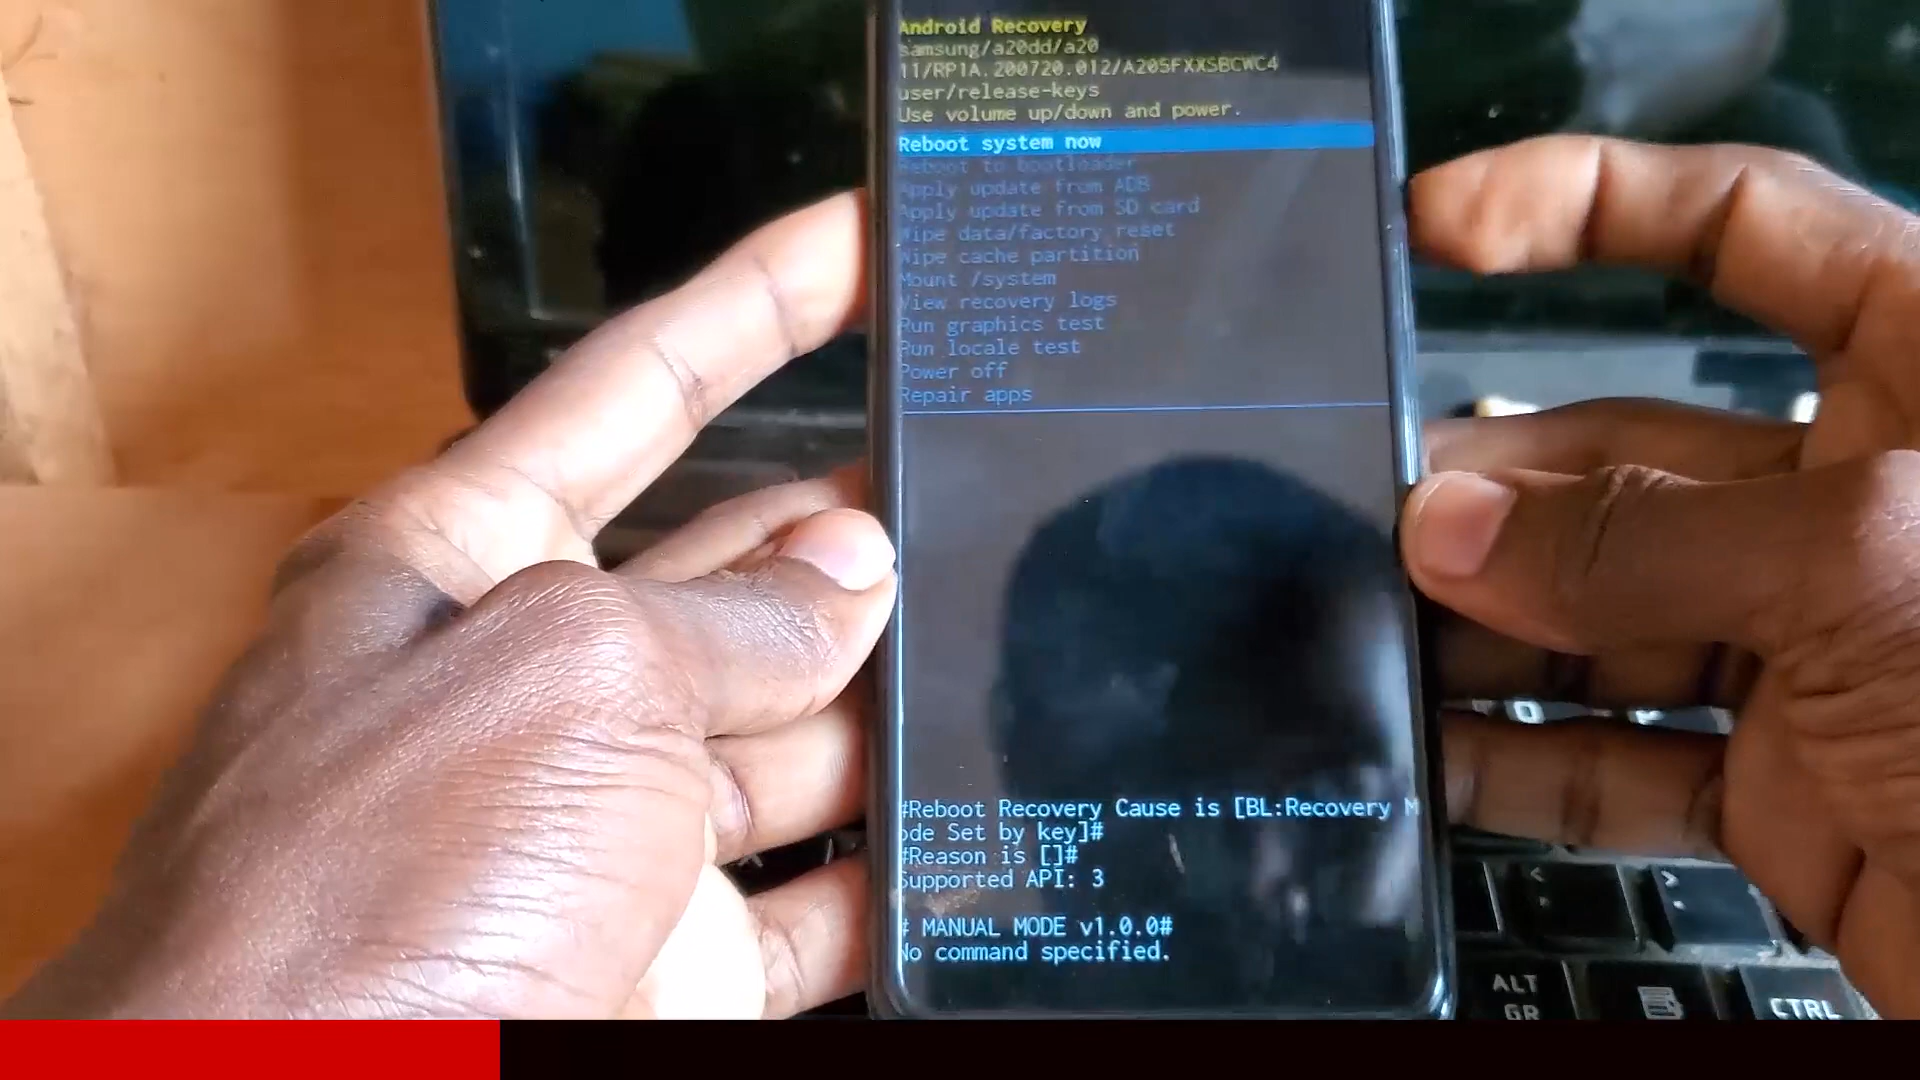 Android Recovery
samsung/a20dd/a20
11/RP1A.200720.012/A205FXXSBCWC4
user/release-keys
Use volume up/down and power.
Reboot system now
Reboot to bootloader
Apply update from ADB
Apply update from SD card
Wipe data/factory reset
Wipe cache partition
Mount /system
View recovery logs
Run graphics test
Run locale test
Power off
Repair apps
#Reboot Recovery Cause is [BL:Recovery M
ode Set by key]#
#Reason is []#
Supported API: 3
# MANUAL MODE v1.0.0#
No command specified.
O P
< >
ALT
GR
CTRL